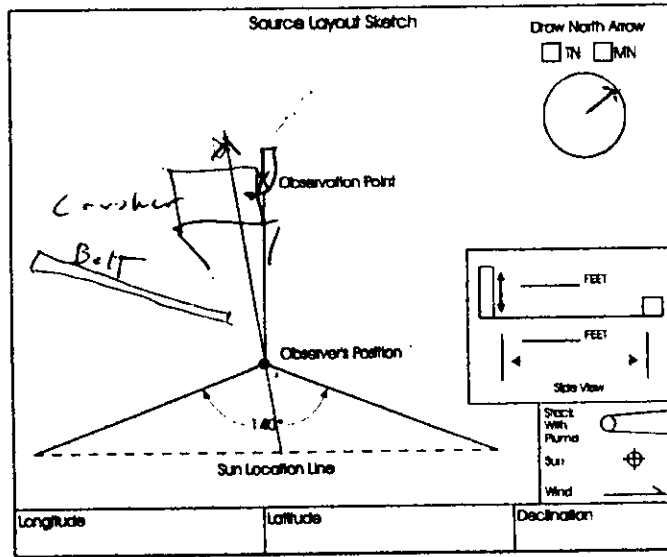 Source Layout Sketch
Draw North Arrow
TN MN
Observation Point
Crusher
Belt
FEET
Observer's Position
FEET
Side View
140°
Stack
With
Plume
Sun
Sun Location Line
Wind
Longitude Latitude Declination